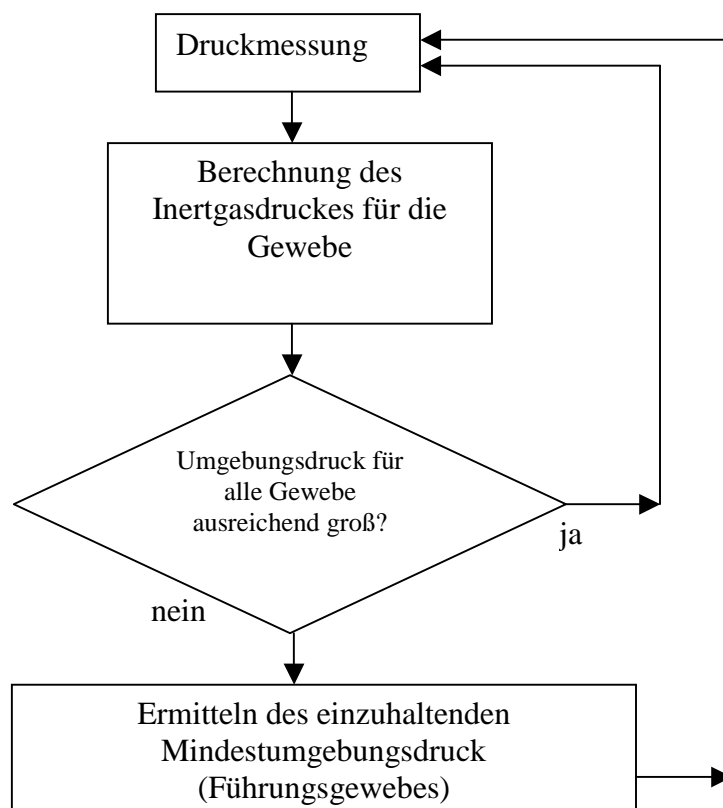 Druckmessung
Berechnung des
Inertgasdruckes für die
Gewebe
Umgebungsdruck für
alle Gewebe
ausreichend groß?
ja
nein
Ermitteln des einzuhaltenden
Mindestumgebungsdruck
(Führungsgewebes)